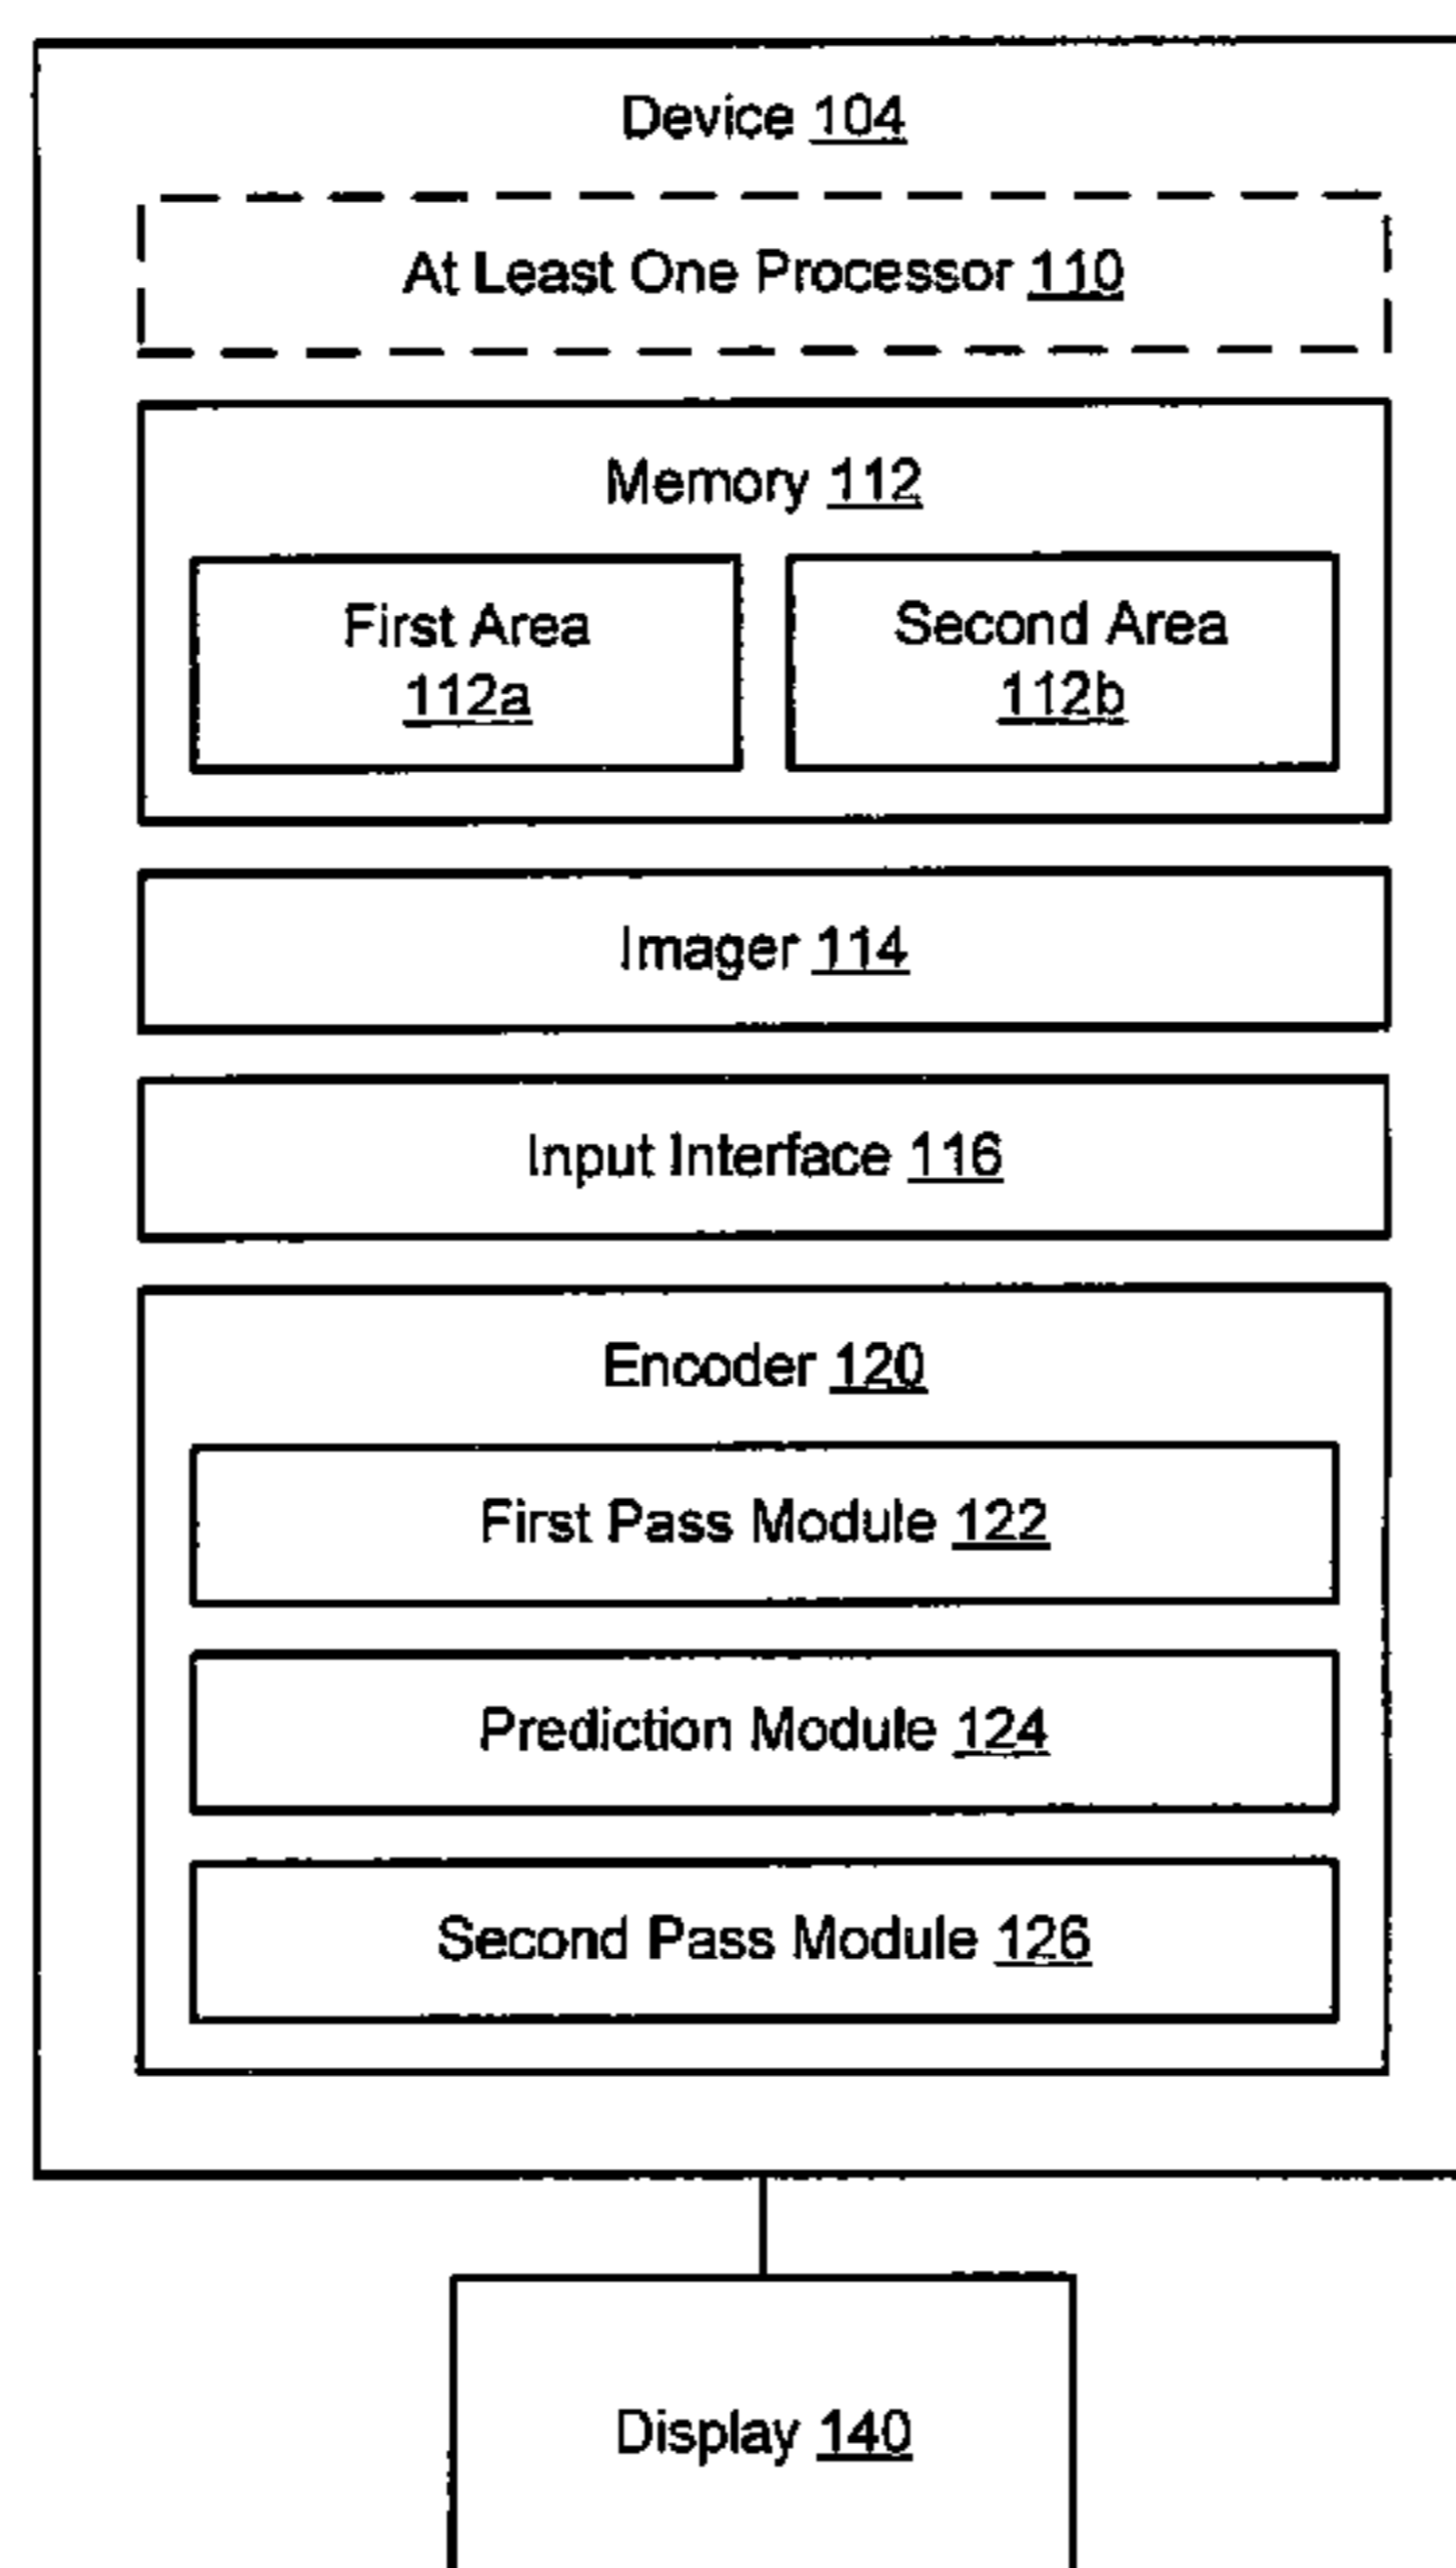 Device 104
At Least One Processor 110
Memory 112
First Area
112a
Second Area
112b
Imager 114
Input Interface 116
Encoder 120
First Pass Module 122
Prediction Module 124
Second Pass Module 126
Display 140